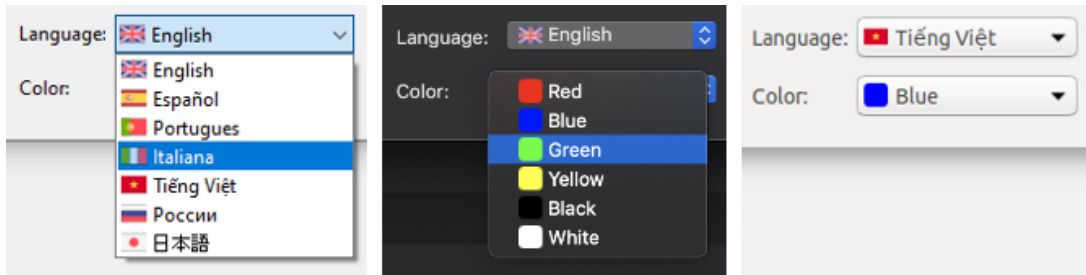 Language: English
English
Español
Color:
Portugues
Italiana
Tiếng Việt
России
日本語
Language: English
Color:
Red
Blue
Green
Yellow
Black
White
Language: Tiếng Việt
Color: Blue